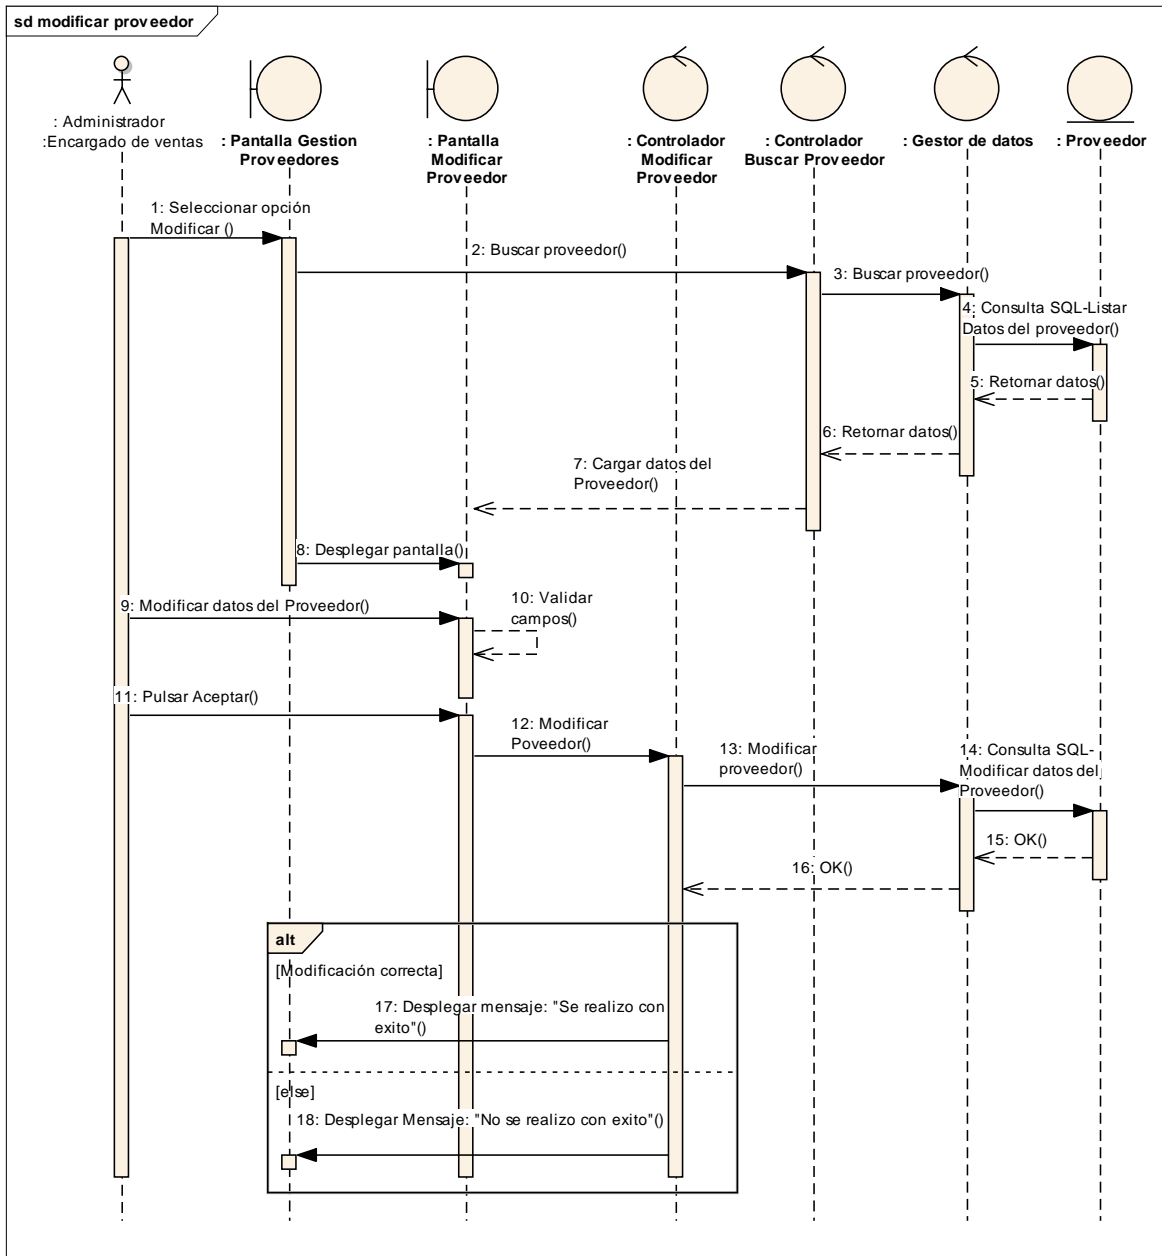 sd modificar proveedor
: Administrador
:Encargado de ventas
: Pantalla Gestion
Proveedores
: Pantalla
Modificar
Proveedor
: Controlador
Modificar
Proveedor
: Controlador
Buscar Proveedor
: Gestor de datos
: Proveedor
1: Seleccionar opción
Modificar ()
2: Buscar proveedor()
3: Buscar proveedor()
4: Consulta SQL-Listar
Datos del proveedor()
5: Retornar datos()
6: Retornar datos()
7: Cargar datos del
Proveedor()
8: Desplegar pantalla()
9: Modificar datos del Proveedor()
10: Validar
campos()
11: Pulsar Aceptar()
12: Modificar
Poveedor()
13: Modificar
proveedor()
14: Consulta SQL-
Modificar datos del
Proveedor()
15: OK()
16: OK()
alt
[Modificación correcta]
17: Desplegar mensaje: "Se realizo con
exito"()
[else]
18: Desplegar Mensaje: "No se realizo con exito"()